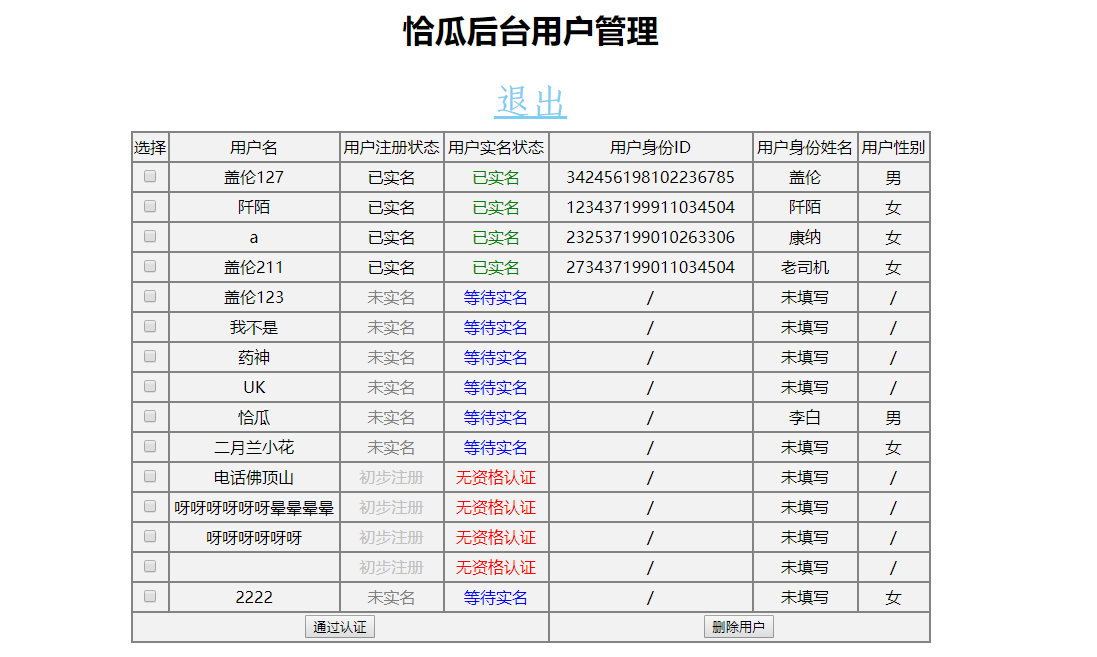 恰瓜后台用户管理
退出
选择 用户名 用户注册状态 用户实名状态 用户身份ID 用户身份姓名 用户性别
盖伦127 已实名 已实名 342456198102236785 盖伦 男
阡陌 已实名 已实名 123437199911034504 阡陌 女
a 已实名 已实名 232537199010263306 康纳 女
盖伦211 已实名 已实名 273437199011034504 老司机 女
盖伦123 未实名 等待实名 / 未填写 /
我不是 未实名 等待实名 / 未填写 /
药神 未实名 等待实名 / 未填写 /
UK 未实名 等待实名 / 未填写 /
恰瓜 未实名 等待实名 / 李白 男
二月兰小花 未实名 等待实名 / 未填写 女
电话佛顶山 初步注册 无资格认证 / 未填写 /
呀呀呀呀呀呀晕晕晕晕 初步注册 无资格认证 / 未填写 /
呀呀呀呀呀呀 初步注册 无资格认证 / 未填写 /
初步注册 无资格认证 / 未填写 /
2222 未实名 等待实名 / 未填写 女
通过认证 删除用户